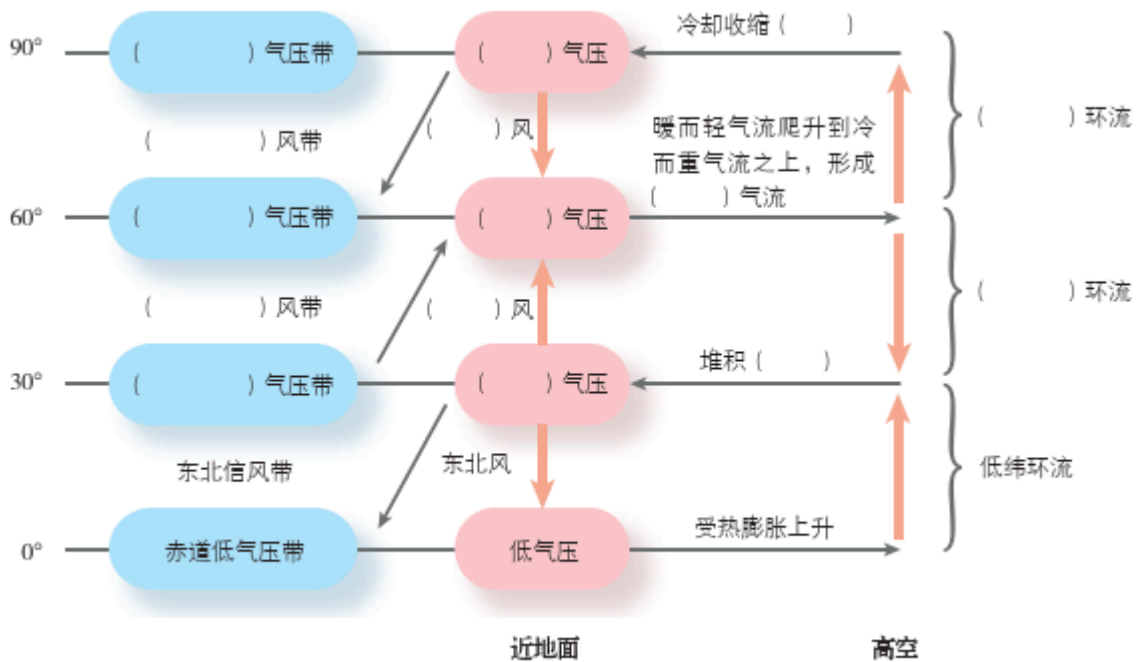 90°
(　　　)气压带
(　　)气压
冷却收缩(　　)
(　　　)风带
(　　)风
暖而轻气流爬升到冷
而重气流之上，形成
(　　)气流
(　　　)环流
60°
(　　　)气压带
(　　)气压
(　　　)风带
(　　)风
(　　　)环流
30°
(　　　)气压带
(　　)气压
堆积(　　)
东北信风带
东北风
低纬环流
0°
赤道低气压带
低气压
受热膨胀上升
近地面
高空